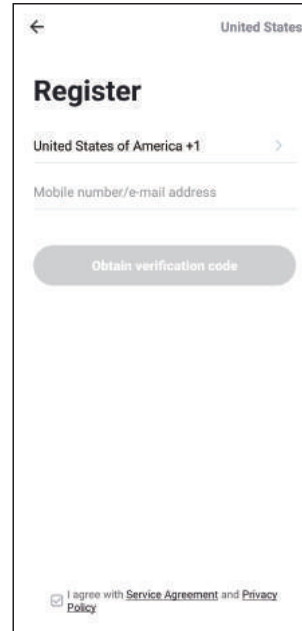 United States
Register
United States of America +1
Mobile number/e-mail address
Obtain verification code
I agree with Service Agreement and Privacy
Policy